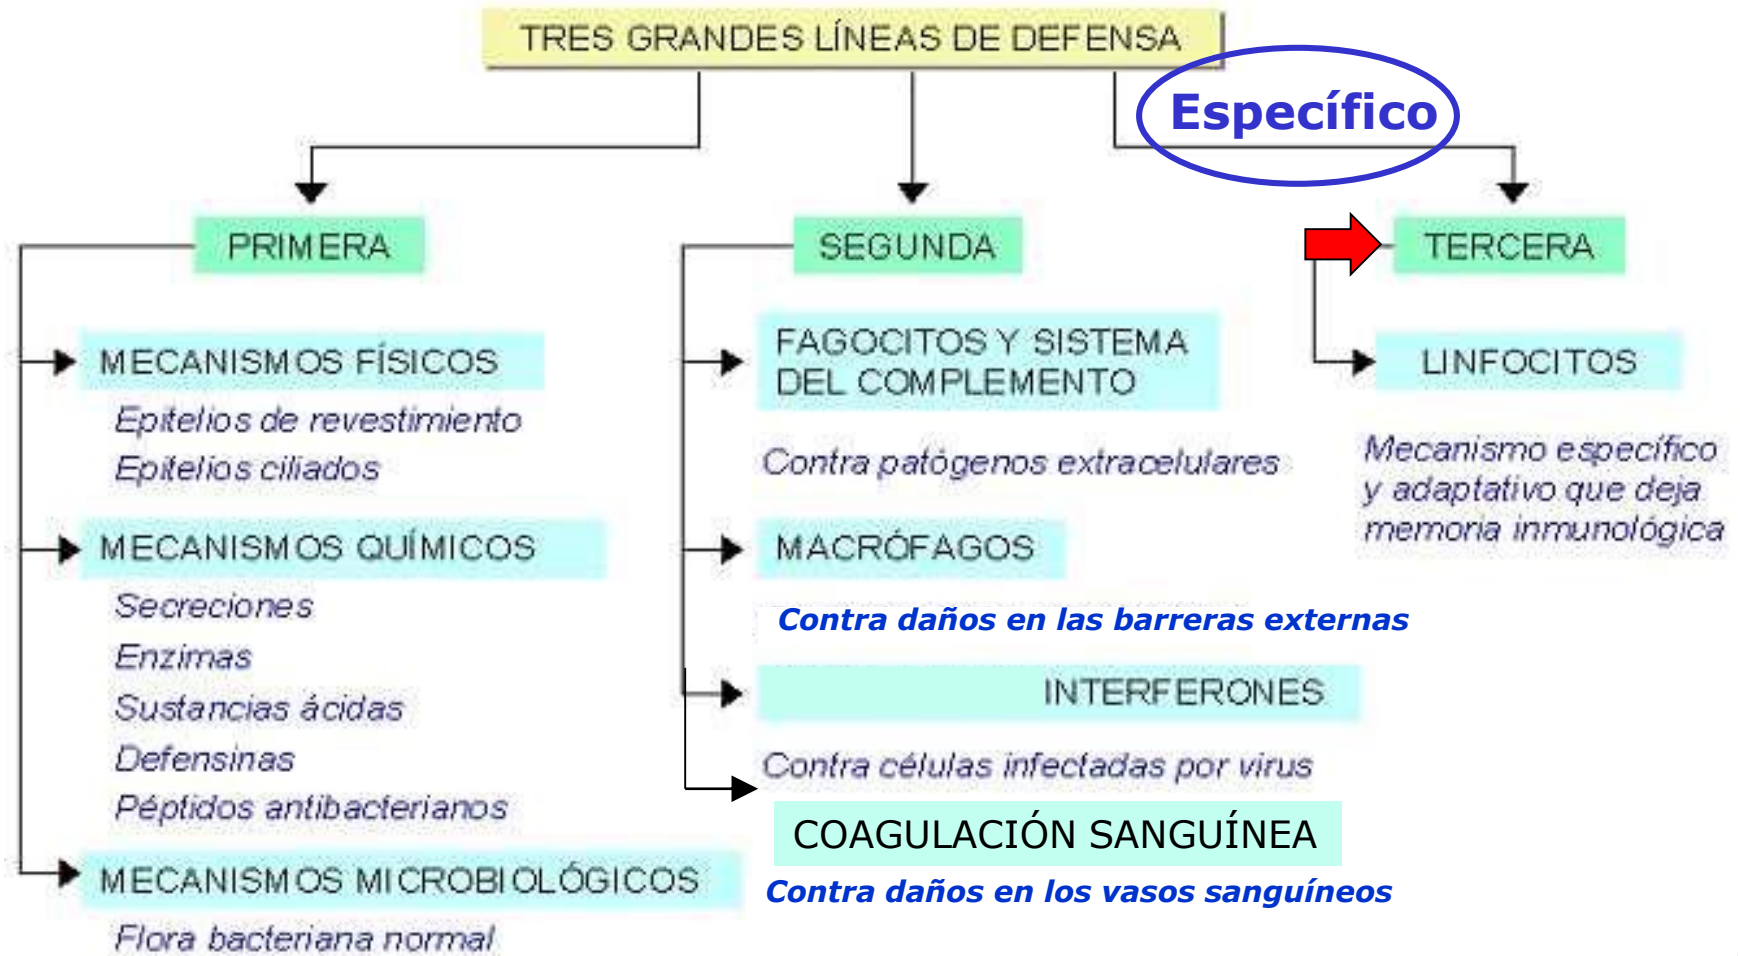 TRES GRANDES LÍNEAS DE DEFENSA
Específico
PRIMERA
MECANISMOS FÍSICOS
Epitelios de revestimiento
Epitelios ciliados
MECANISMOS QUÍMICOS
Secreciones
Enzimas
Sustancias ácidas
Defensinas
Péptidos antibacterianos
MECANISMOS MICROBIOLÓGICOS
Flora bacteriana normal
SEGUNDA
FAGOCITOS Y SISTEMA
DEL COMPLEMENTO
Contra patógenos extracelulares
MACRÓFAGOS
Contra daños en las barreras externas
INTERFERONES
Contra células infectadas por virus
COAGULACIÓN SANGUÍNEA
Contra daños en los vasos sanguíneos
TERCERA
LINFOCITOS
Mecanismo específico
y adaptativo que deja
memoria inmunológica